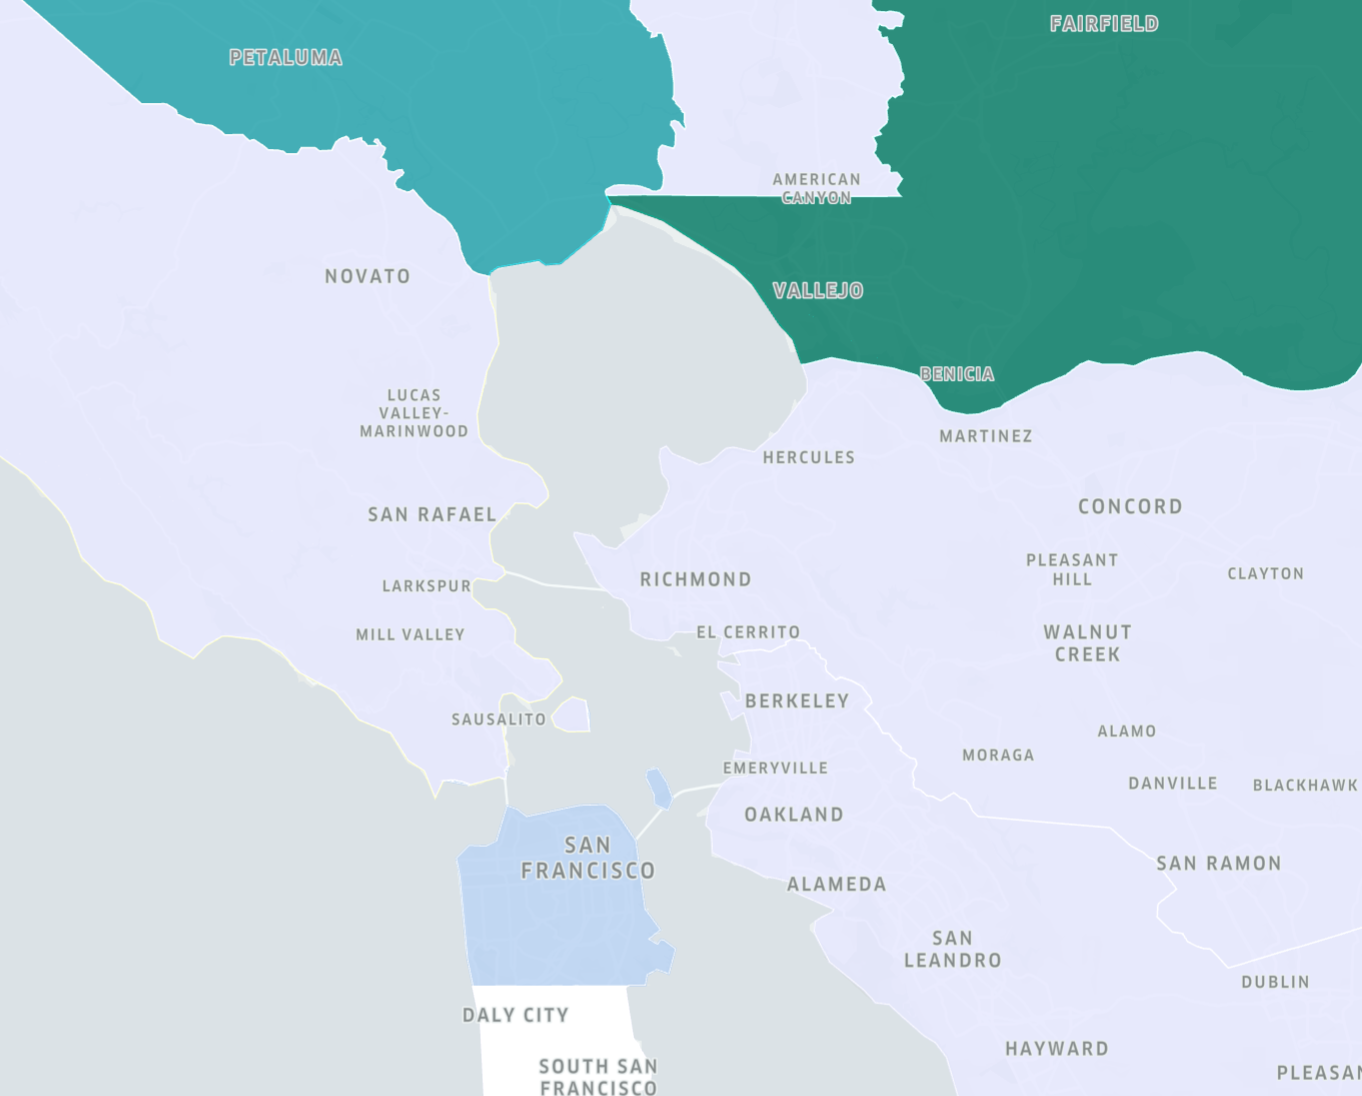 FAIRFIELD
PETALUMA
AMERICAN
CANYON
NOVATO
VALLEJO
BENICIA
LUCAS
VALLEY-
MARINWOOD
MARTINEZ
HERCULES
SAN RAFAEL
CONCORD
PLEASANT
HILL
CLAYTON
LARKSPUR
RICHMOND
MILL VALLEY
EL CERRITO
WALNUT
CREEK
BERKELEY
SAUSALITO
ALAMO
MORAGA
EMERYVILLE
DANVILLE
BLACKHAWK
OAKLAND
SAN
FRANCISCO
SAN RAMON
ALAMEDA
SAN
LEANDRO
DUBLIN
DALY CITY
HAYWARD
SOUTH SAN
FRANCISCO
PLEASAN